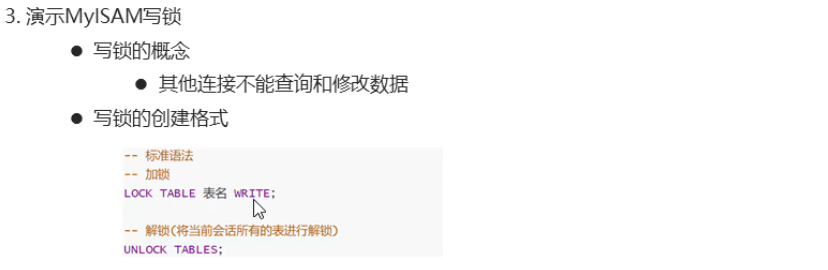 3. 演示MyISAM写锁
● 写锁的概念
● 其他连接不能查询和修改数据
● 写锁的创建格式
-- 标准语法
-- 加锁
LOCK TABLE 表名 WRITE;
-- 解锁(将当前会话所有的表进行解锁)
UNLOCK TABLES;